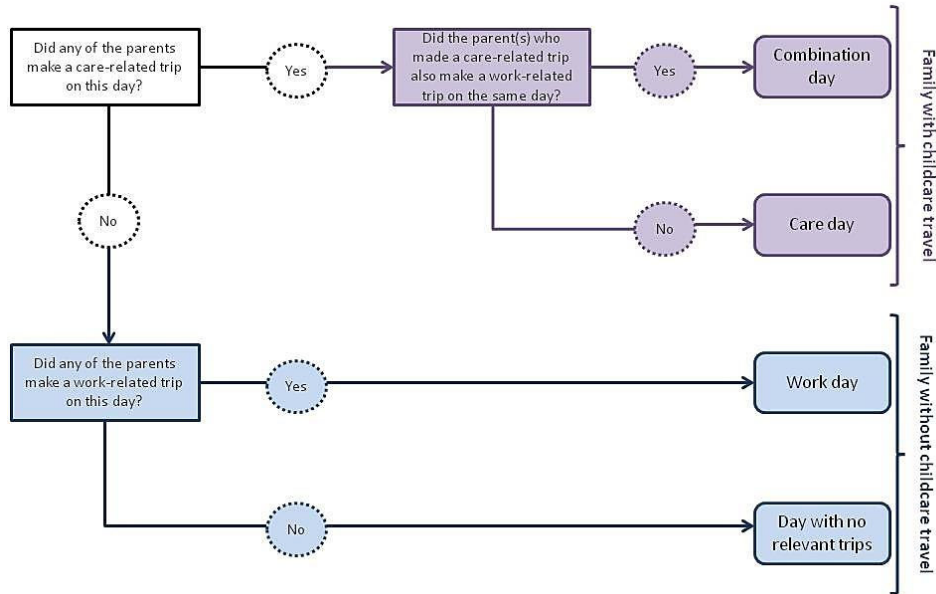 Did any of the parents
make a care-related trip
on this day?
Yes
Did the parent(s) who
made a care-related trip
also make a work-related
trip on the same day?
Yes
Combination
day
No
No
Care day
Family with childcare travel
Did any of the parents
make a work-related trip
on this day?
Yes
Work day
No
Day with no
relevant trips
Family without childcare travel